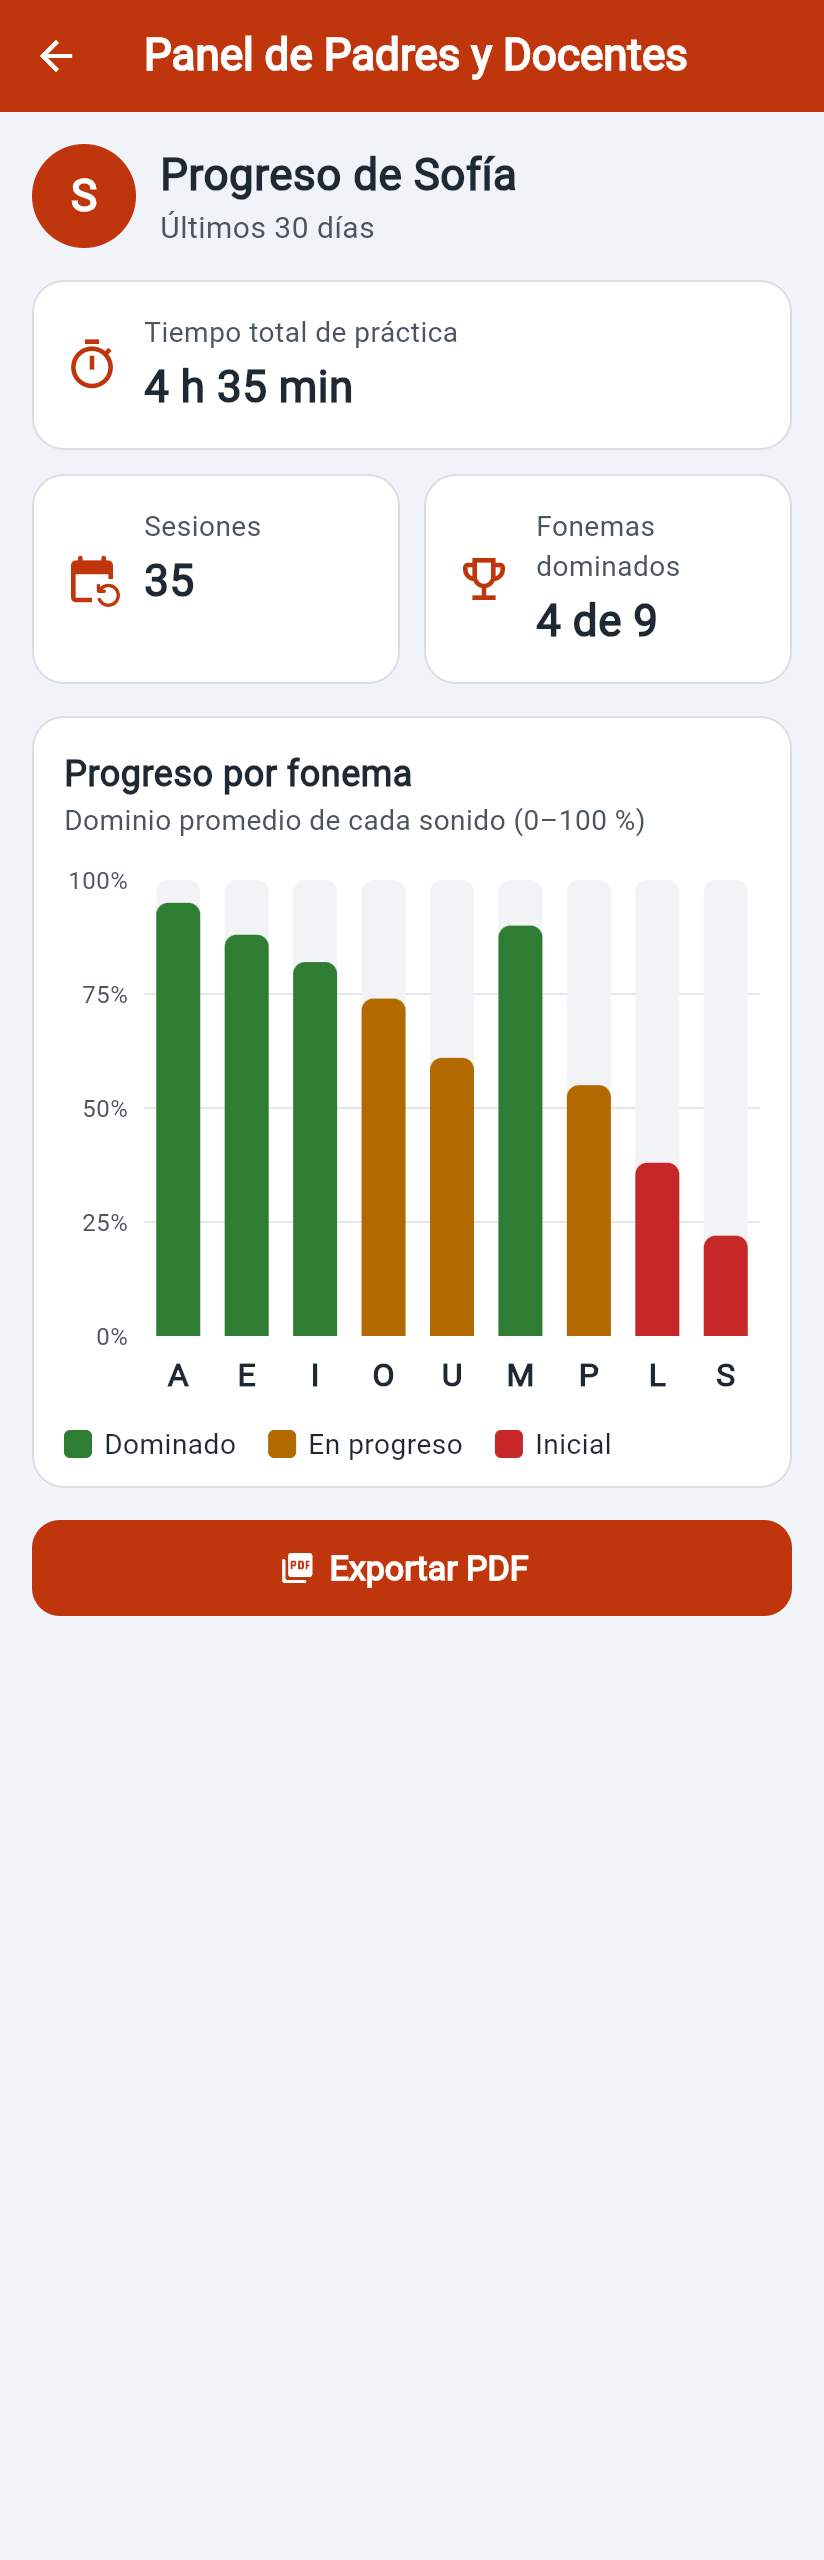 Panel de Padres y Docentes
S
Progreso de Sofía
Últimos 30 días
Tiempo total de práctica
4 h 35 min
Sesiones
35
Fonemas
dominados
4 de 9
Progreso por fonema
Dominio promedio de cada sonido (0–100 %)
100%
75%
50%
25%
0%
A E I O U M P L S
Dominado En progreso Inicial
PDF Exportar PDF